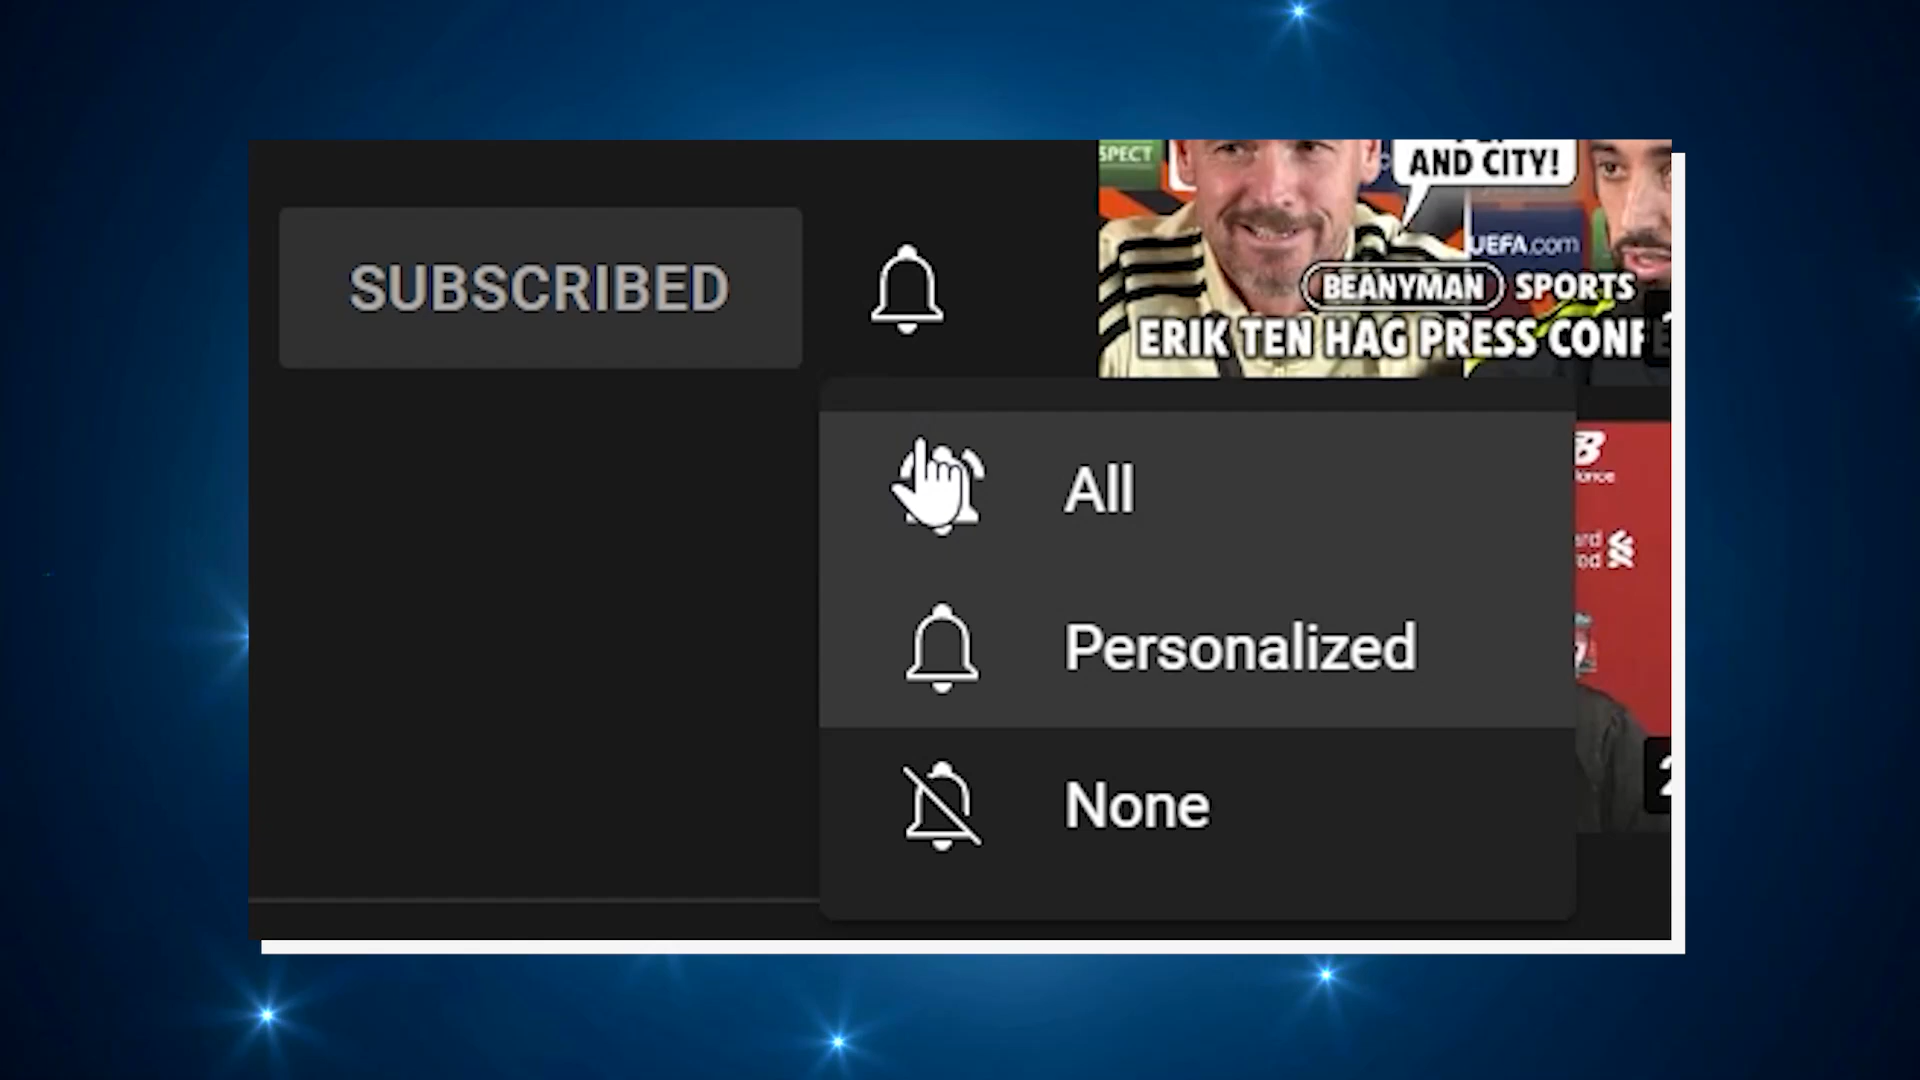 SPECT
AND CITY!
UEFA.com
SUBSCRIBED
BEANYMAN SPORTS
ERIK TEN HAG PRESS CONF
All
Personalized
None